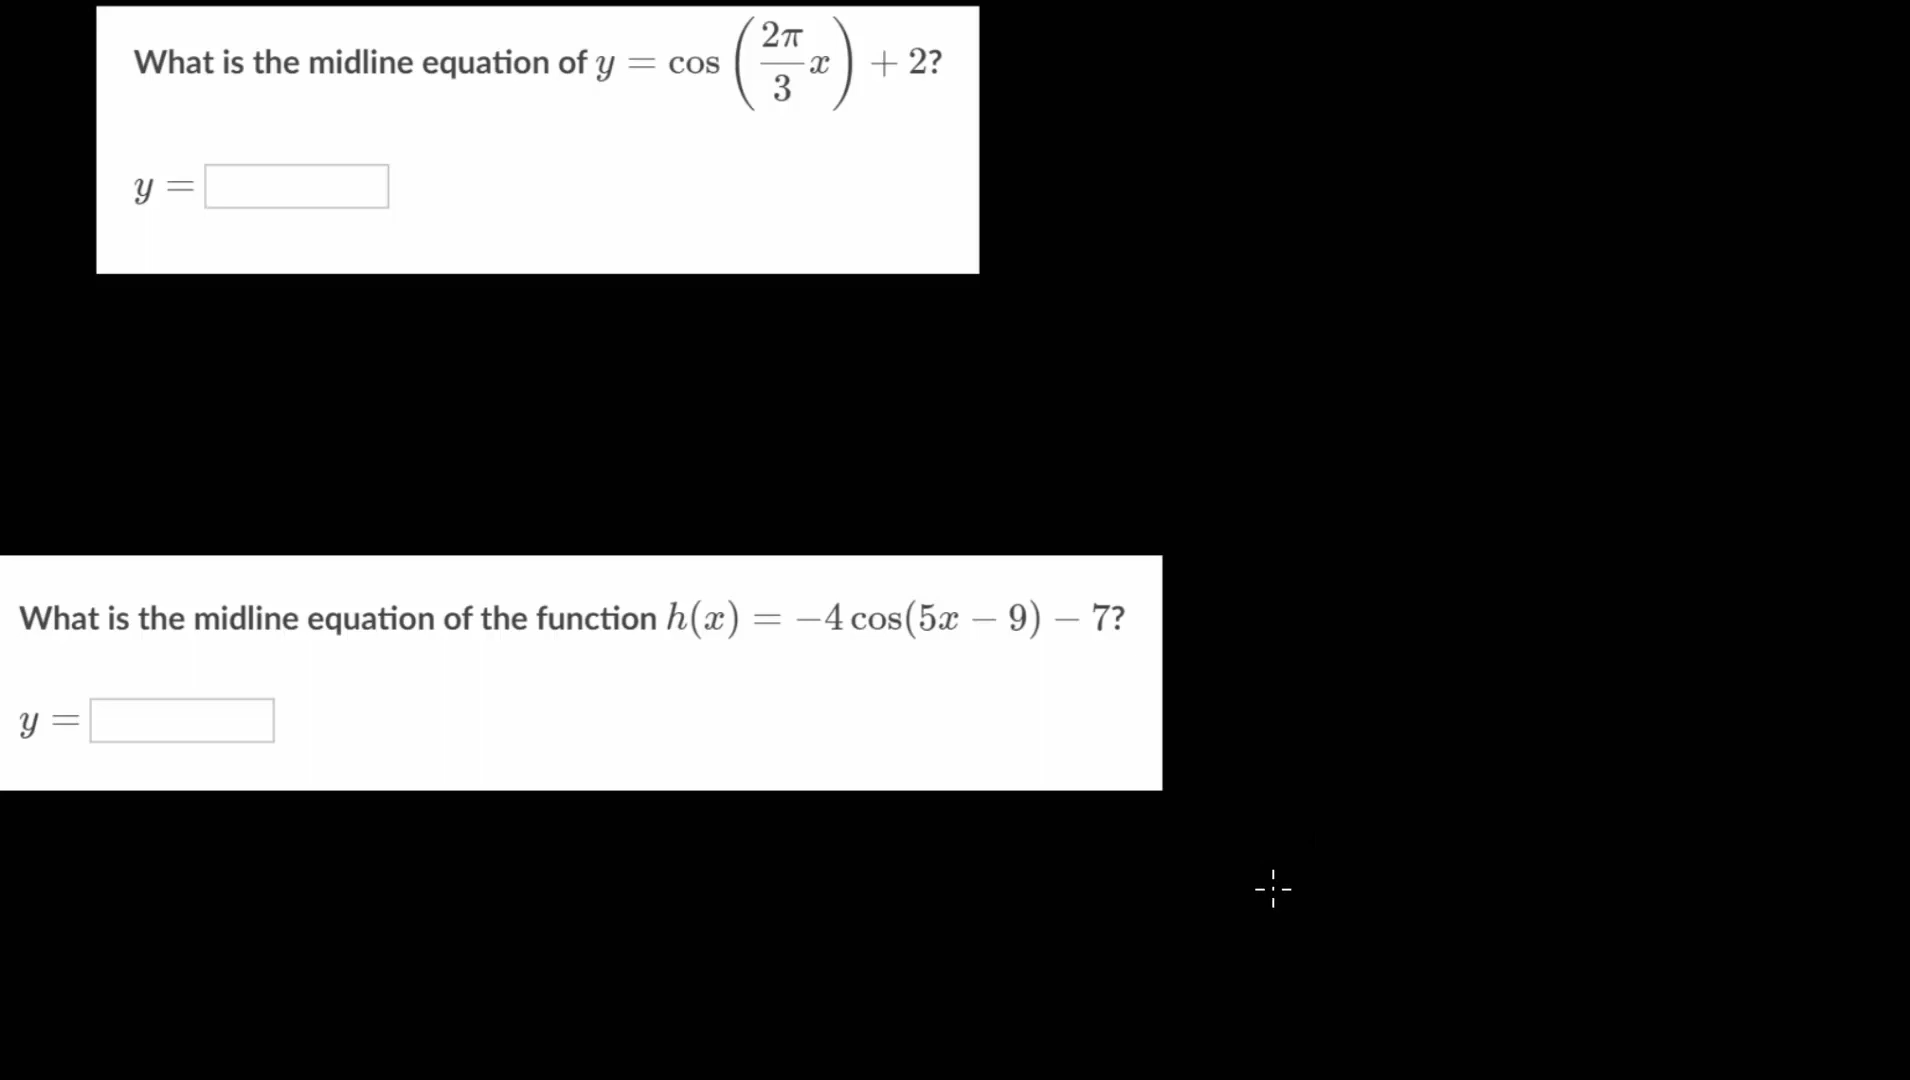 What is the midline equation of y = cos(2π/3 x) + 2?
y =
What is the midline equation of the function h(x) = −4 cos(5x − 9) − 7?
y =